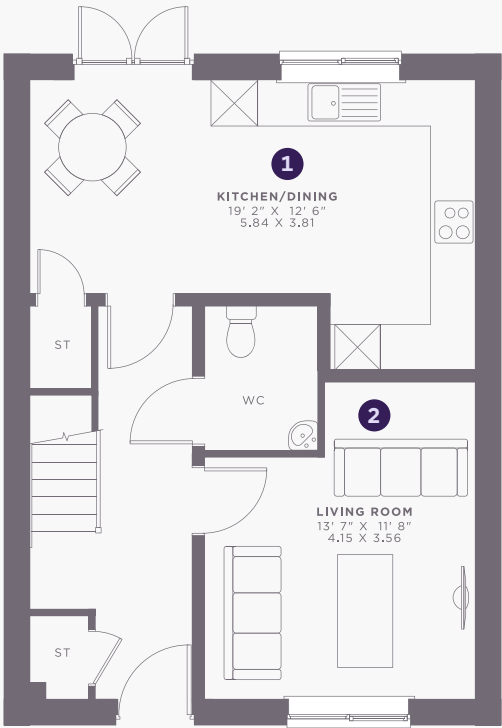 1
KITCHEN/DINING
19' 2" X 12' 6"
5.84 X 3.81
ST
WC
2
LIVING ROOM
13' 7" X 11' 8"
4.15 X 3.56
ST